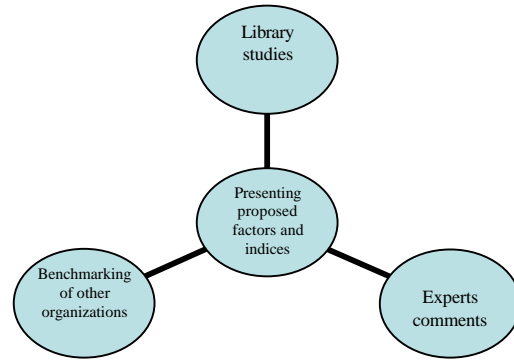 Library
studies
Presenting
proposed
factors and
indices
Benchmarking
of other
organizations
Experts
comments